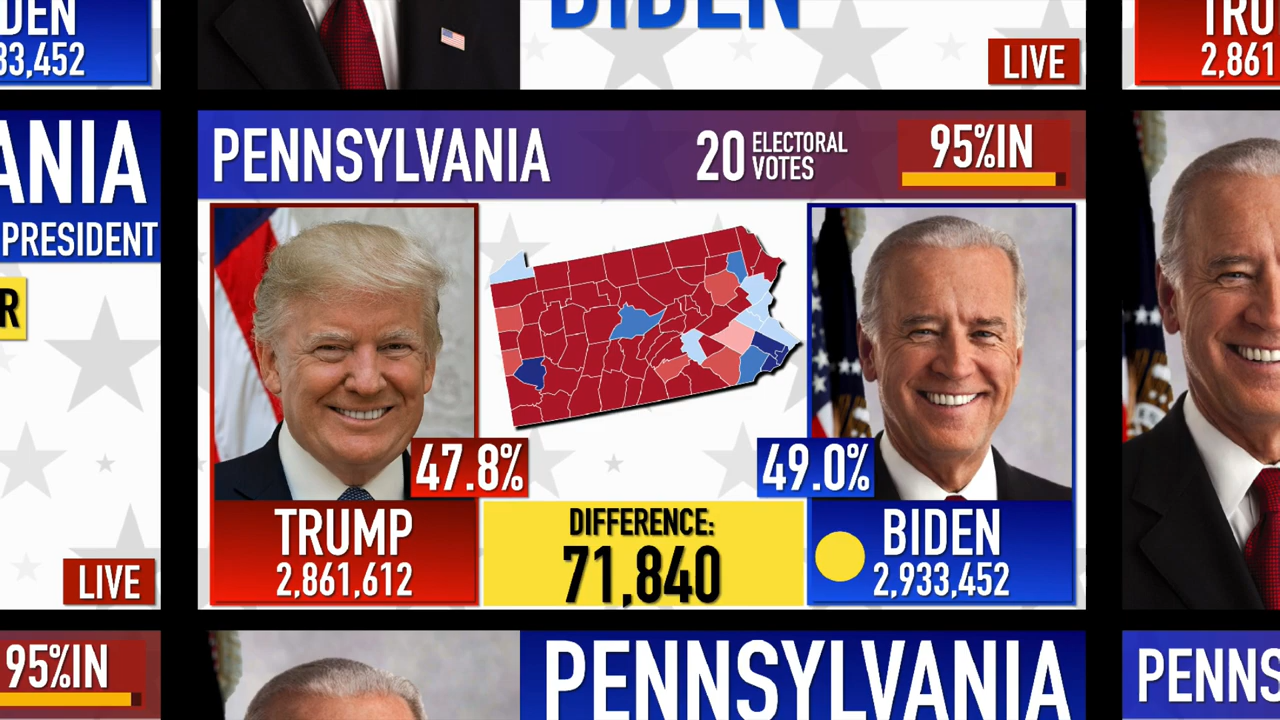 DEN
33,452
BIDEN
LIVE
TRU
2,861
ANIA
PRESIDENT
R
LIVE
PENNSYLVANIA
20 ELECTORAL
VOTES
95%IN
47.8%
49.0%
TRUMP
2,861,612
DIFFERENCE:
71,840
BIDEN
2,933,452
95%IN
PENNSYLVANIA
PENNS